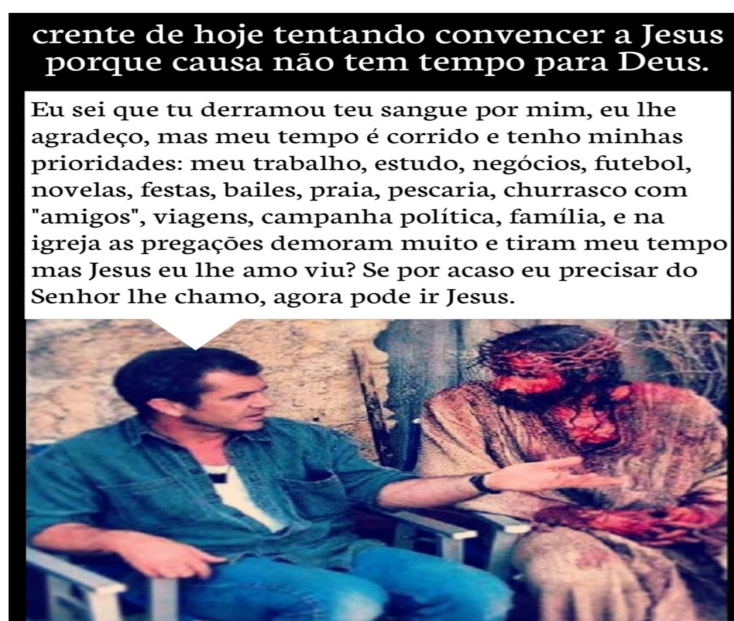 crente de hoje tentando convencer a Jesus
porque causa não tem tempo para Deus.
Eu sei que tu derramou teu sangue por mim, eu lhe
agradeço, mas meu tempo é corrido e tenho minhas
prioridades: meu trabalho, estudo, negócios, futebol,
novelas, festas, bailes, praia, pescaria, churrasco com
"amigos", viagens, campanha política, família, e na
igreja as pregações demoram muito e tiram meu tempo
mas Jesus eu lhe amo viu? Se por acaso eu precisar do
Senhor lhe chamo, agora pode ir Jesus.